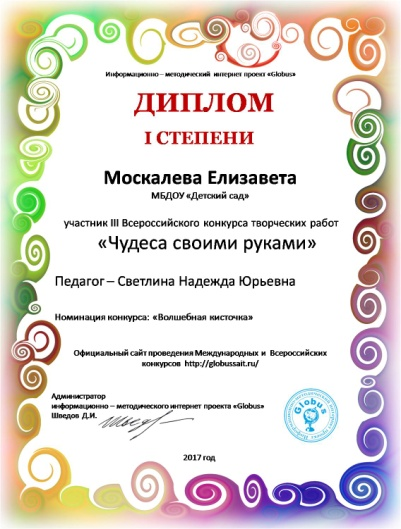 Информационно – методический интернет проект «Globus»
ДИПЛОМ
I СТЕПЕНИ
Москалева Елизавета
МБДОУ «Детский сад»
участник III Всероссийского конкурса творческих работ
«Чудеса своими руками»
Педагог – Светлина Надежда Юрьевна
Номинация конкурса: «Волшебная кисточка»
Официальный сайт проведения Международных и Всероссийских
конкурсов http://globussait.ru/
Администратор
информационно – методического интернет проекта «Globus»
Шведов Д.И.
Globus
2017 год